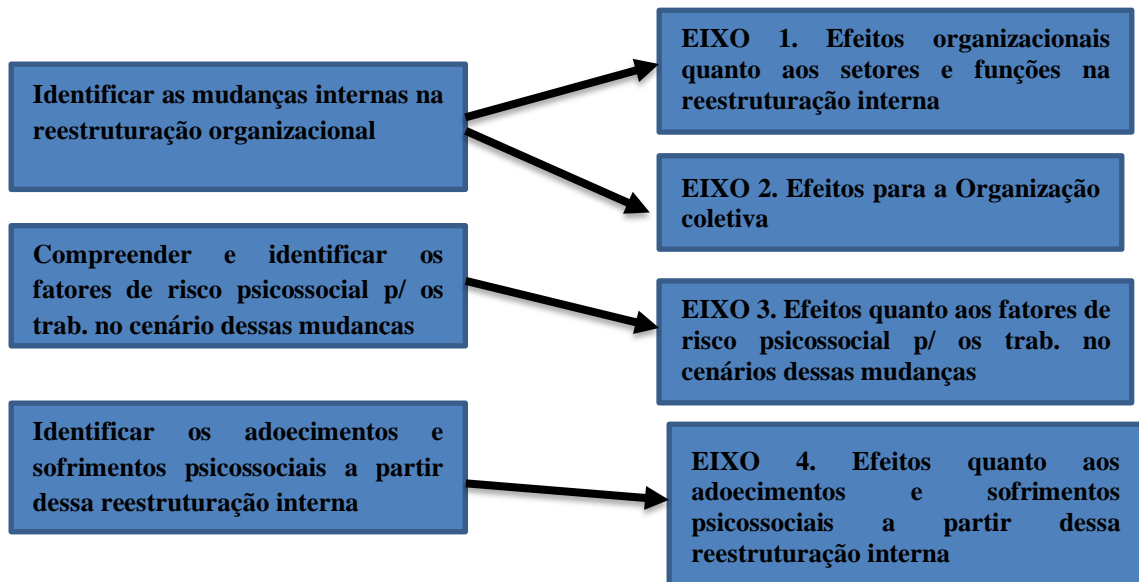 Identificar as mudanças internas na
reestruturação organizacional
EIXO 1. Efeitos organizacionais
quanto aos setores e funções na
reestruturação interna
EIXO 2. Efeitos para a Organização
coletiva
Compreender e identificar os
fatores de risco psicossocial p/ os
trab. no cenário dessas mudancas
EIXO 3. Efeitos quanto aos fatores de
risco psicossocial p/ os trab. no
cenários dessas mudanças
Identificar os adoecimentos e
sofrimentos psicossociais a partir
dessa reestruturação interna
EIXO 4. Efeitos quanto aos
adoecimentos e sofrimentos
psicossociais a partir dessa
reestruturação interna